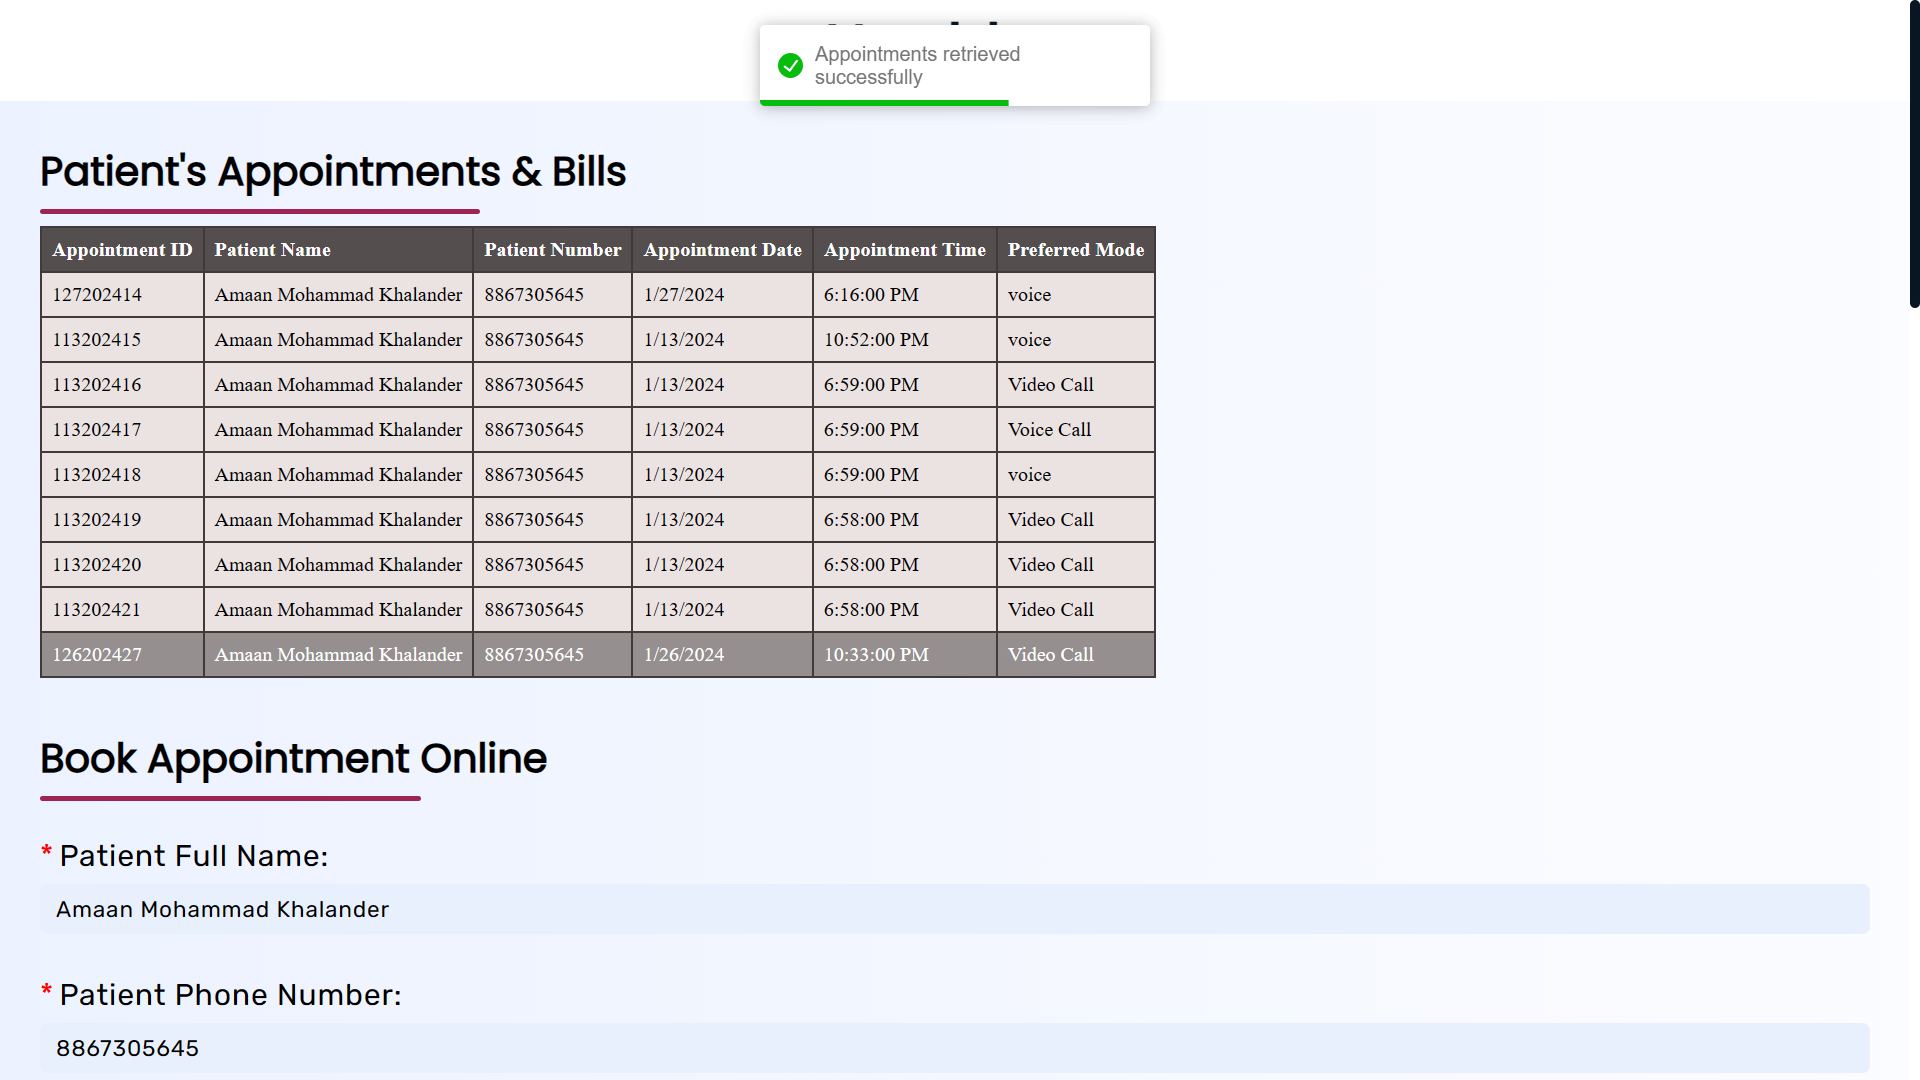 Appointments retrieved
successfully
Patient's Appointments & Bills
Appointment ID Patient Name Patient Number Appointment Date Appointment Time Preferred Mode
127202414 Amaan Mohammad Khalander 8867305645 1/27/2024 6:16:00 PM voice
113202415 Amaan Mohammad Khalander 8867305645 1/13/2024 10:52:00 PM voice
113202416 Amaan Mohammad Khalander 8867305645 1/13/2024 6:59:00 PM Video Call
113202417 Amaan Mohammad Khalander 8867305645 1/13/2024 6:59:00 PM Voice Call
113202418 Amaan Mohammad Khalander 8867305645 1/13/2024 6:59:00 PM voice
113202419 Amaan Mohammad Khalander 8867305645 1/13/2024 6:58:00 PM Video Call
113202420 Amaan Mohammad Khalander 8867305645 1/13/2024 6:58:00 PM Video Call
113202421 Amaan Mohammad Khalander 8867305645 1/13/2024 6:58:00 PM Video Call
126202427 Amaan Mohammad Khalander 8867305645 1/26/2024 10:33:00 PM Video Call
Book Appointment Online
* Patient Full Name:
Amaan Mohammad Khalander
* Patient Phone Number:
8867305645